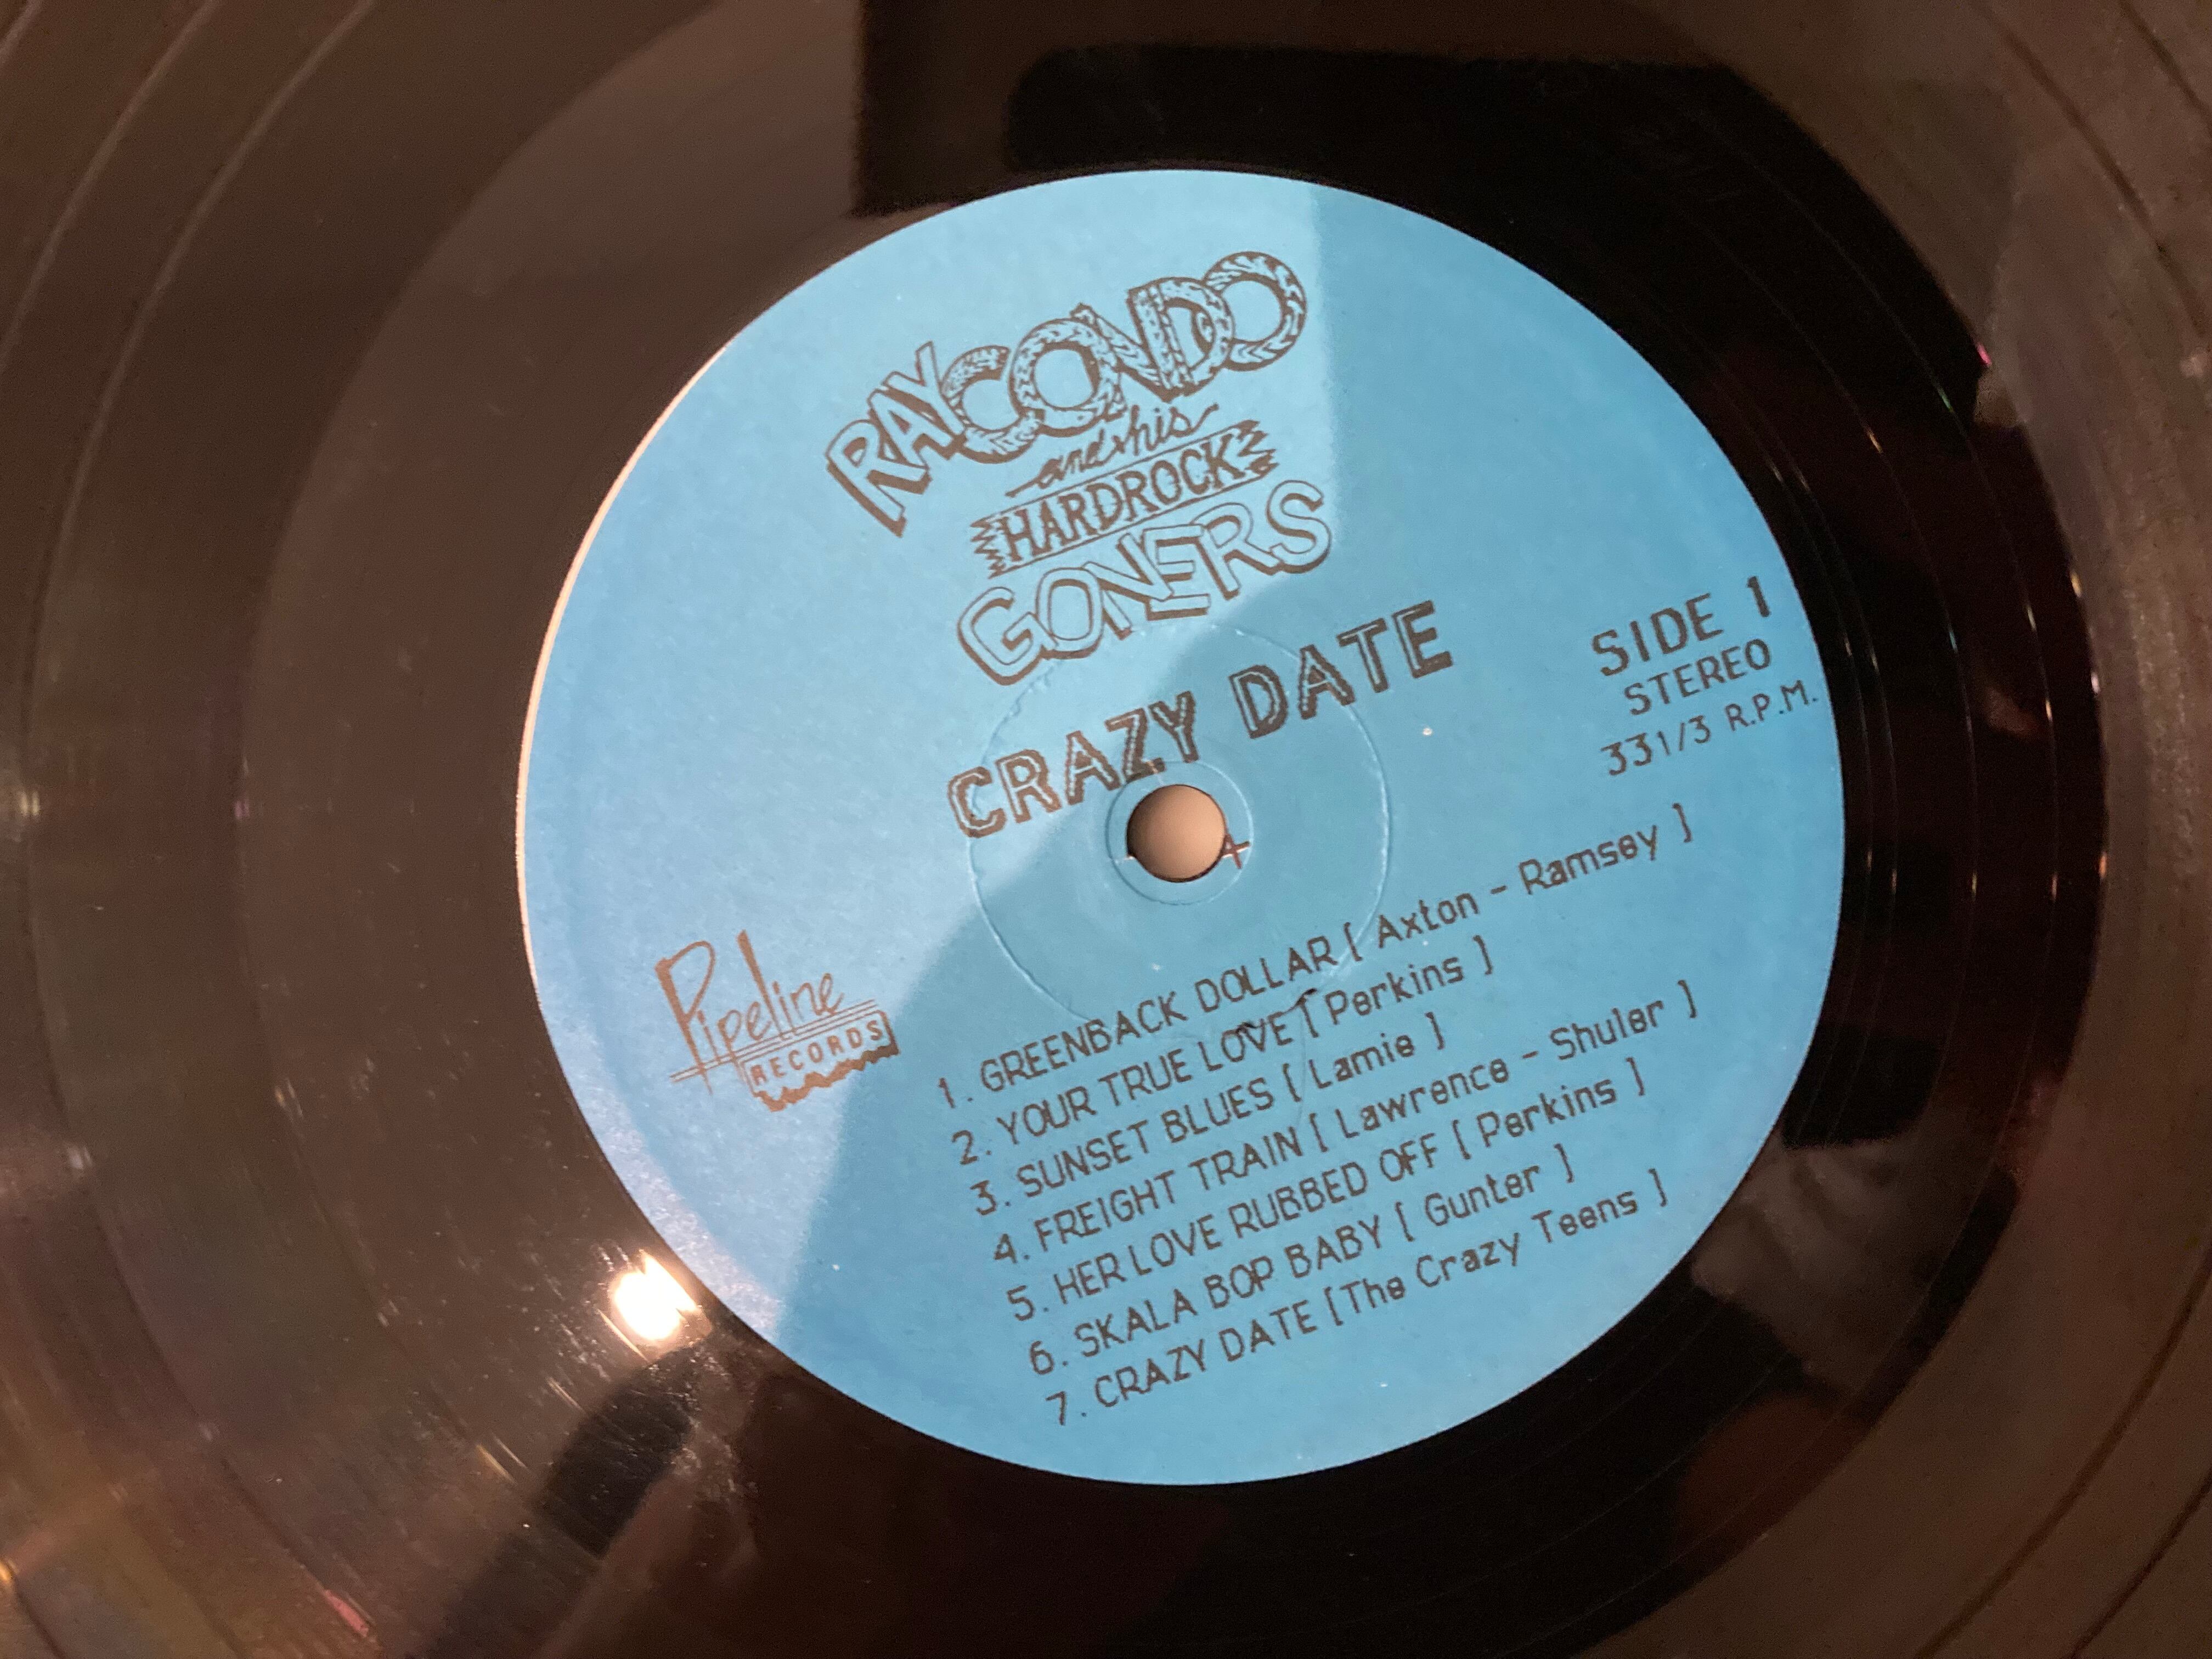 RAY CONDO
and his
HARDROCK
GONERS
CRAZY DATE
SIDE 1
STEREO
33 1/3 R.P.M.
Pipeline
RECORDS
1. GREENBACK DOLLAR [ Axton - Ramsey ]
2. YOUR TRUE LOVE [ Perkins ]
3. SUNSET BLUES [ Lamie ]
4. FREIGHT TRAIN [ Lawrence - Shuler ]
5. HER LOVE RUBBED OFF [ Perkins ]
6. SKALA BOP BABY [ Gunter ]
7. CRAZY DATE [The Crazy Teens ]